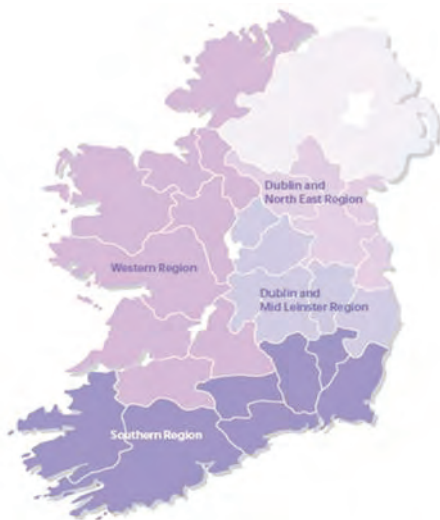 Dublin and
North East Region
Western Region
Dublin and
Mid Leinster Region
Southern Region